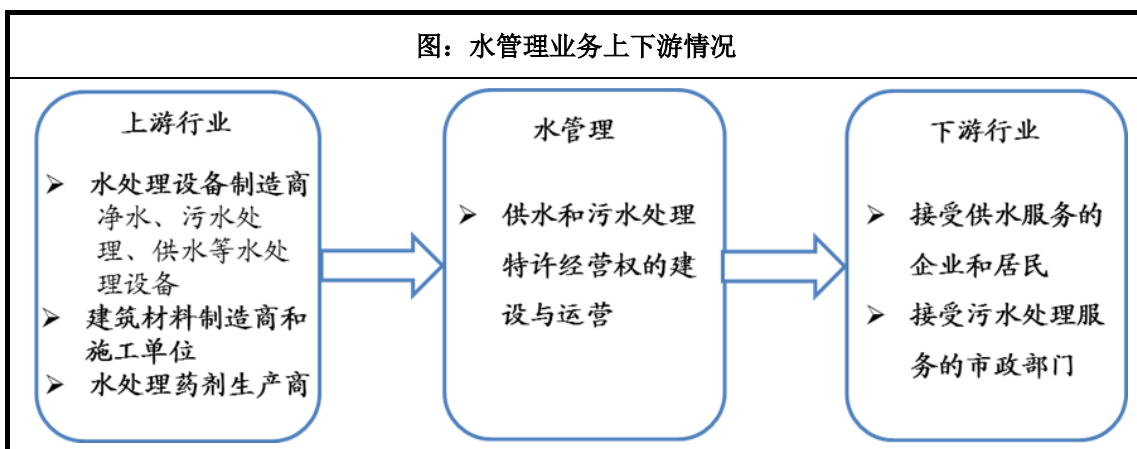 图：水管理业务上下游情况
上游行业
➢ 水处理设备制造商
净水、污水处
理、供水等水处
理设备
➢ 建筑材料制造商和
施工单位
➢ 水处理药剂生产商
水管理
➢ 供水和污水处理
特许经营权的建
设与运营
下游行业
➢ 接受供水服务的
企业和居民
➢ 接受污水处理服
务的市政部门